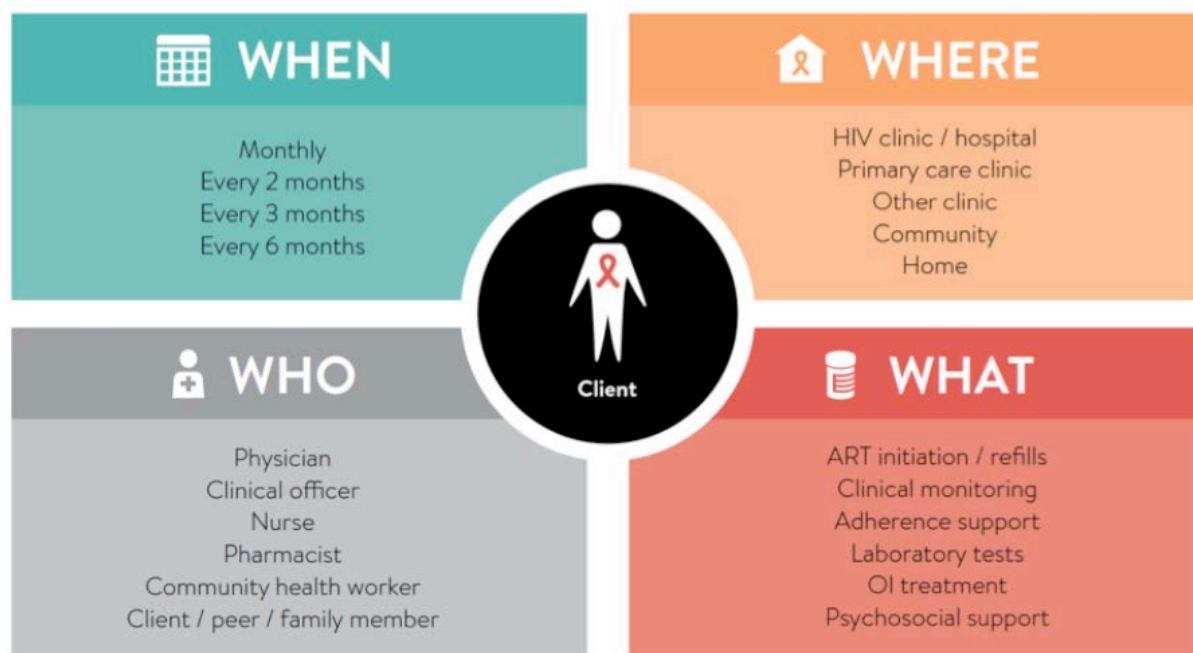 WHEN
Monthly
Every 2 months
Every 3 months
Every 6 months
WHERE
HIV clinic / hospital
Primary care clinic
Other clinic
Community
Home
Client
WHO
Physician
Clinical officer
Nurse
Pharmacist
Community health worker
Client / peer / family member
WHAT
ART initiation / refills
Clinical monitoring
Adherence support
Laboratory tests
OI treatment
Psychosocial support